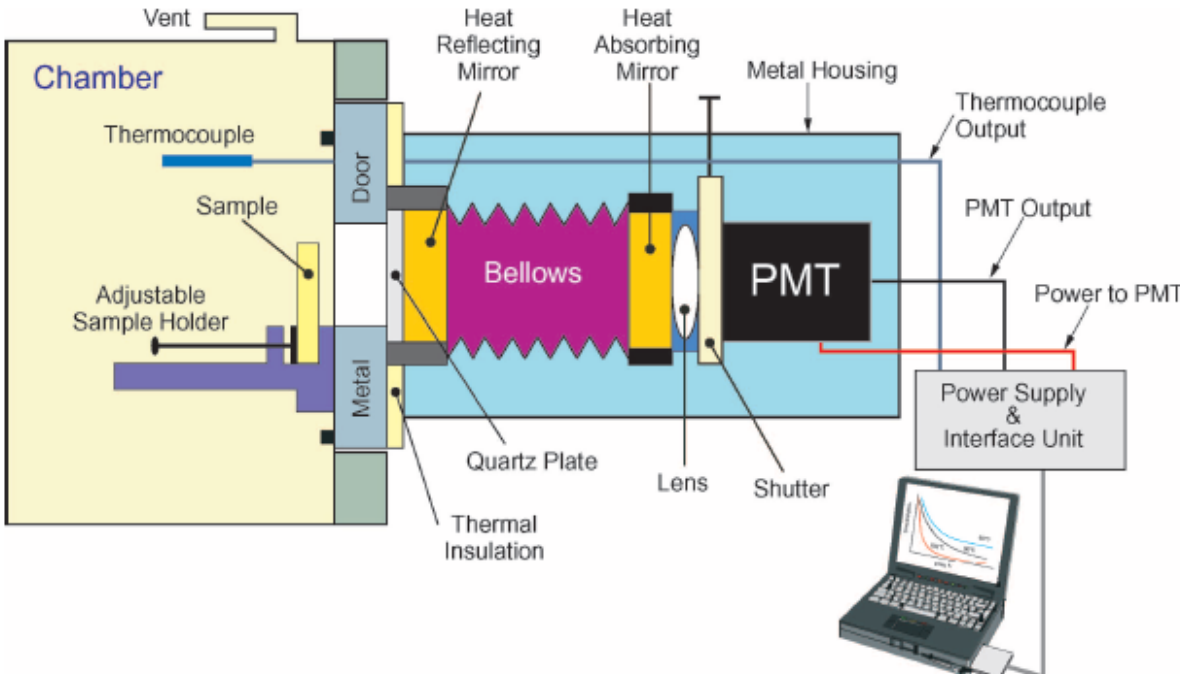 Vent
Heat
Reflecting
Mirror
Heat
Absorbing
Mirror
Metal Housing
Chamber
Thermocouple
Output
Thermocouple
Door
Sample
PMT Output
Bellows
PMT
Adjustable
Sample Holder
Power to PMT
Metal
Power Supply
&
Interface Unit
Quartz Plate
Lens
Shutter
Thermal
Insulation